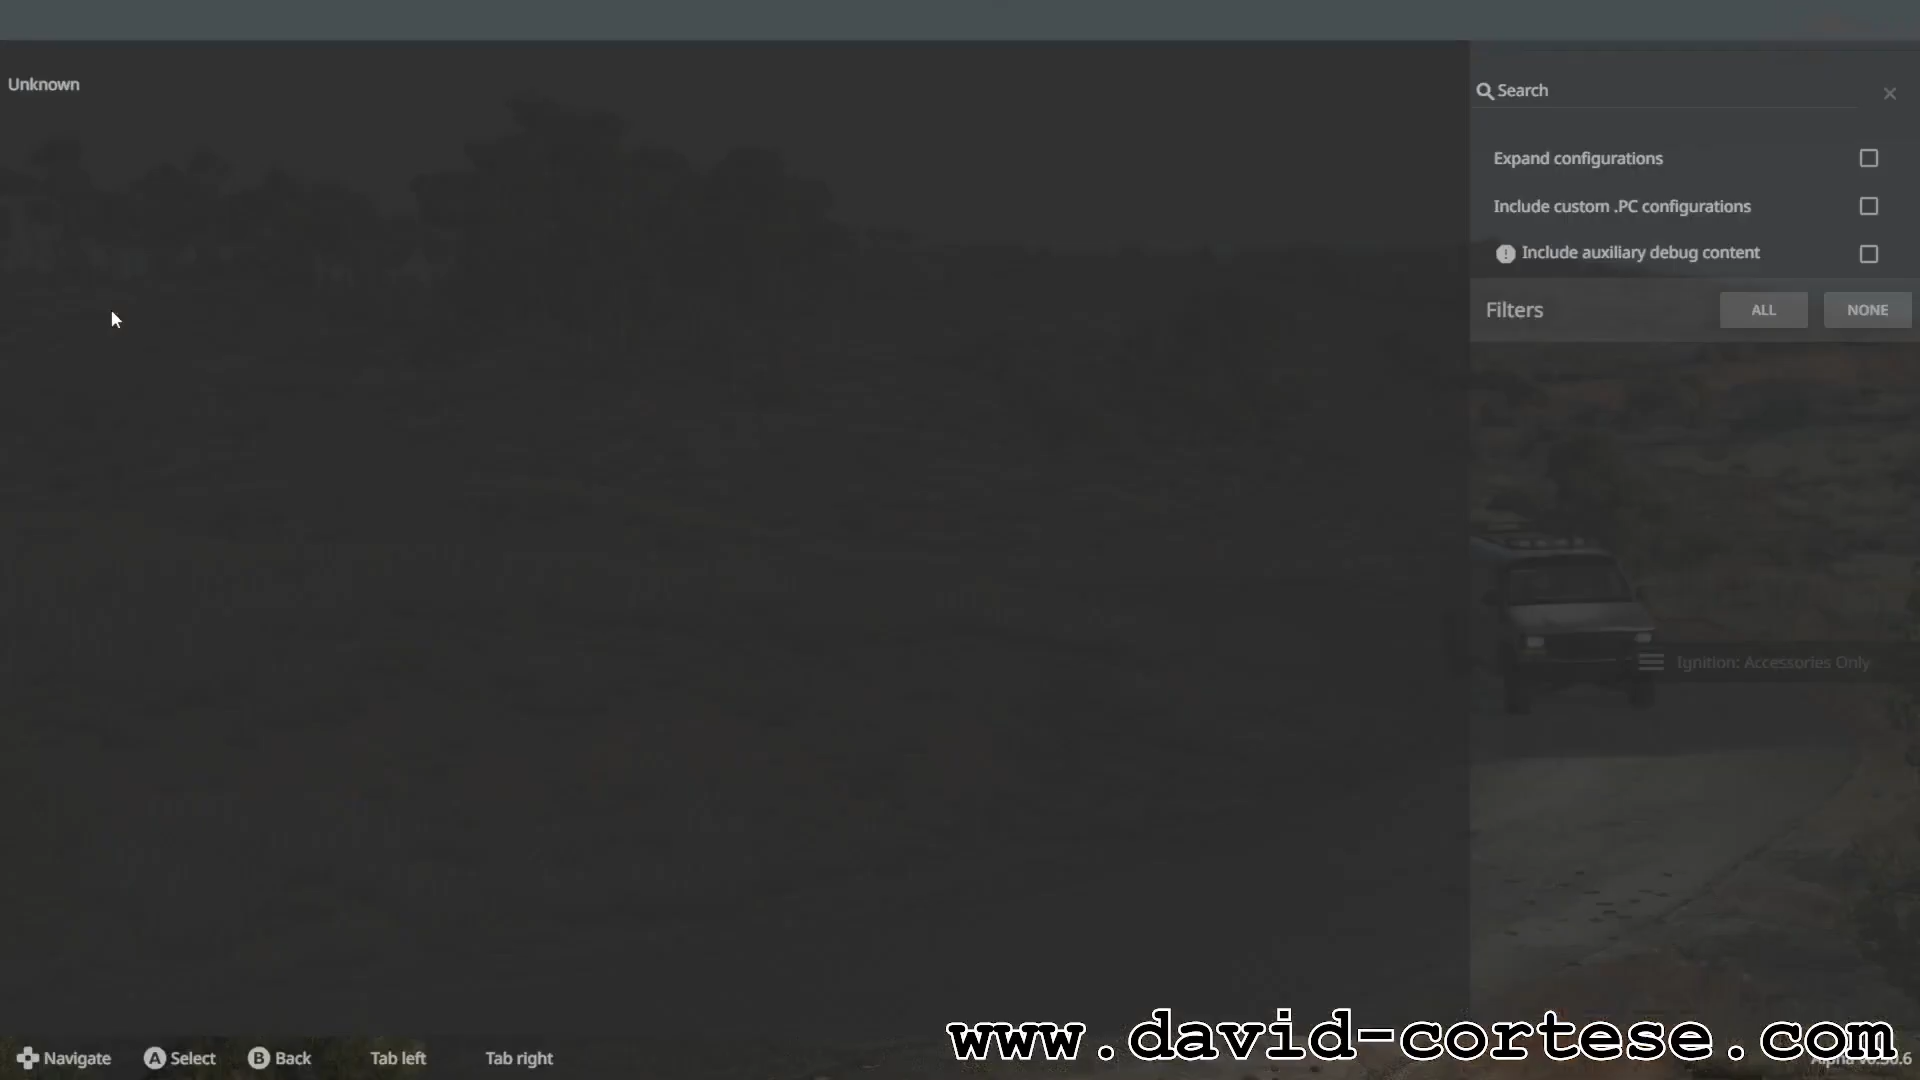 Unknown
Search
Expand configurations
Include custom .PC configurations
Include auxiliary debug content
Filters ALL NONE
Ignition: Accessories Only
Navigate Select Back Tab left Tab right
www.david-cortese.com